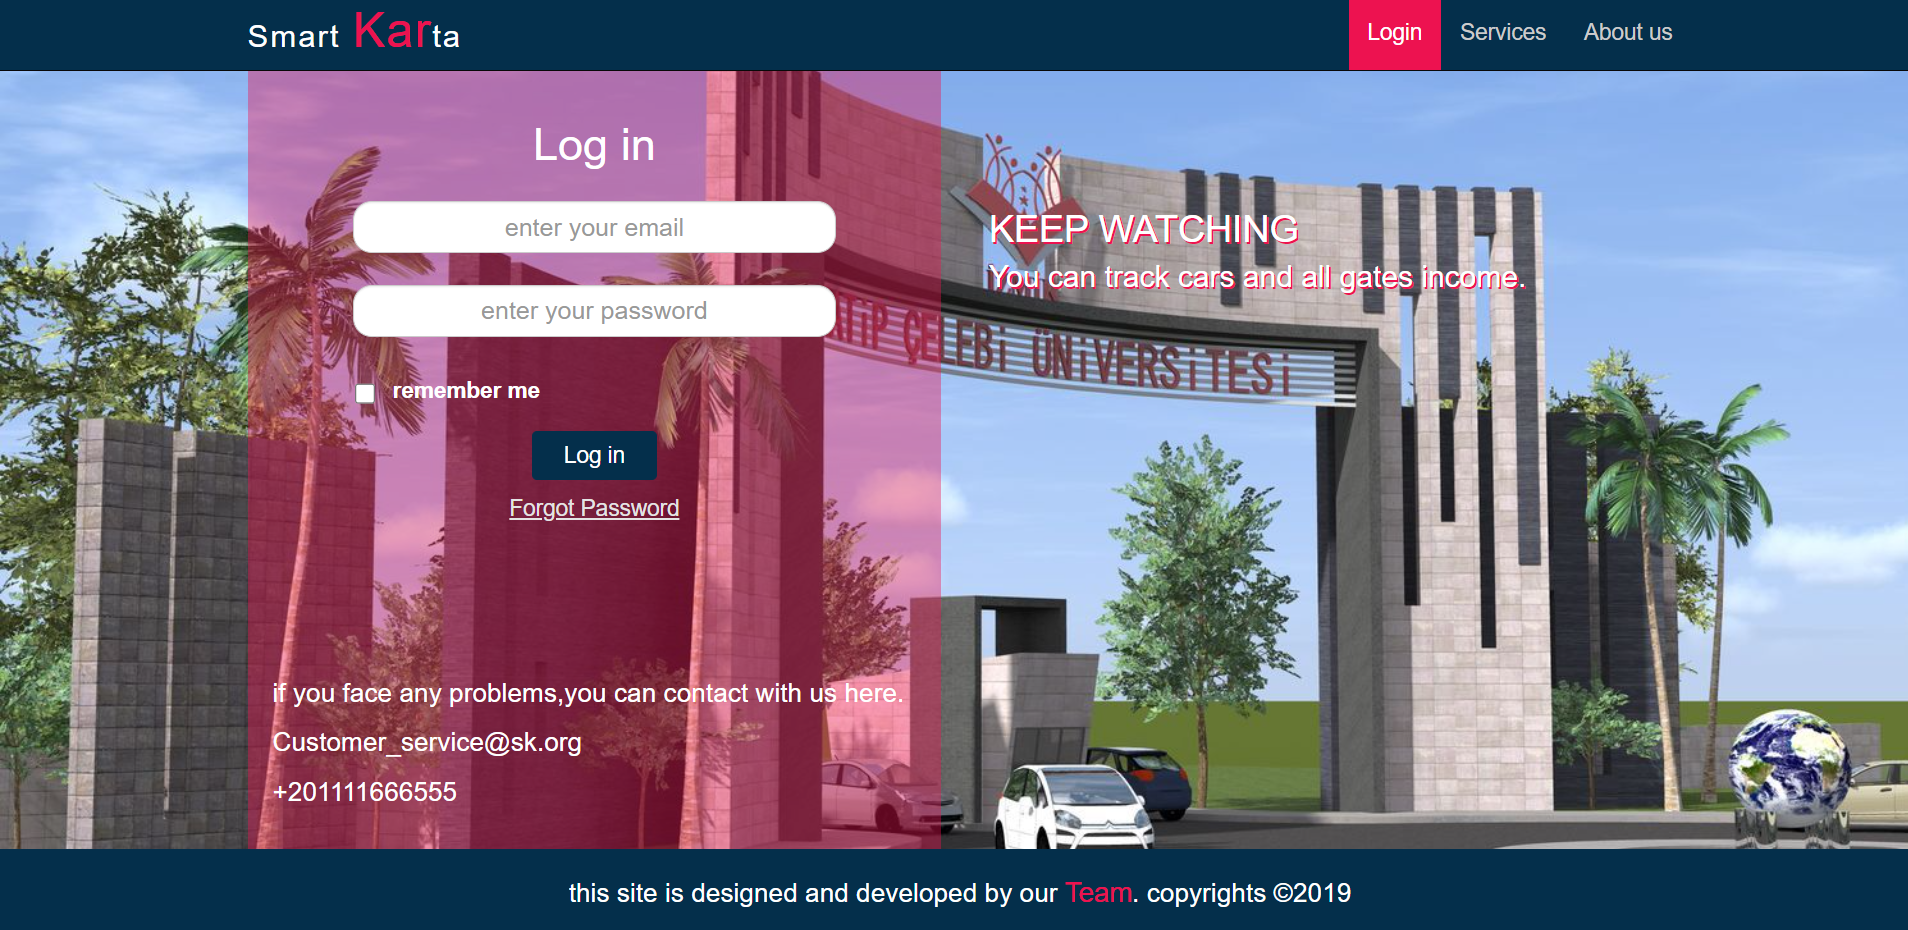 Smart Karta
Login Services About us
Log in
enter your email
enter your password
remember me
Log in
Forgot Password
KEEP WATCHING
You can track cars and all gates income.
ÇELEBİ ÜNİVERSİTESİ
if you face any problems,you can contact with us here.
Customer_service@sk.org
+201111666555
this site is designed and developed by our Team. copyrights ©2019